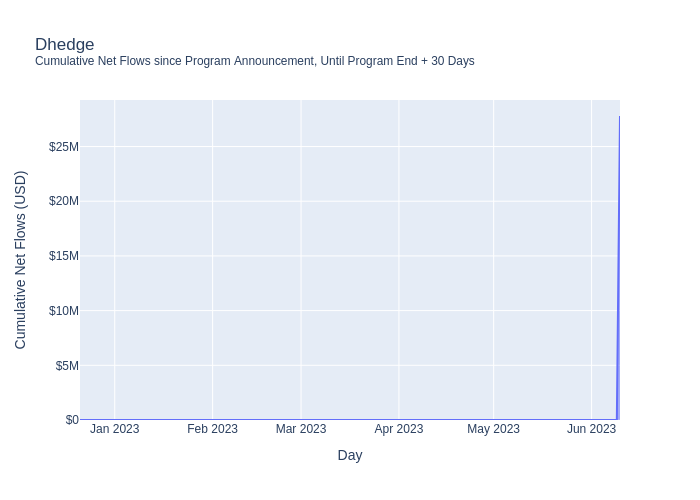 Dhedge
Cumulative Net Flows since Program Announcement, Until Program End + 30 Days
Cumulative Net Flows (USD)
$25M
$20M
$15M
$10M
$5M
$0
Jan 2023
Feb 2023
Mar 2023
Apr 2023
May 2023
Jun 2023
Day